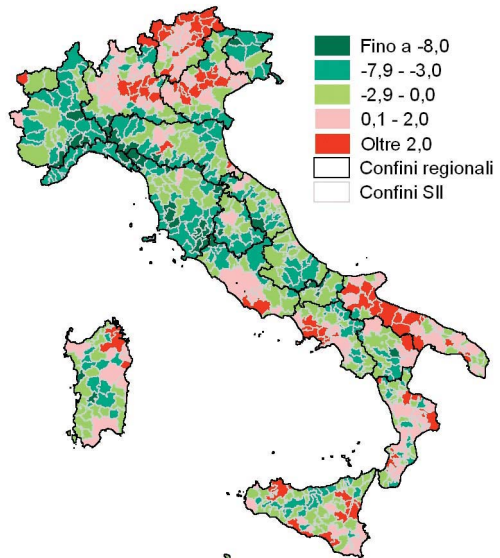 Fino a -8,0
-7,9 - -3,0
-2,9 - 0,0
0,1 - 2,0
Oltre 2,0
Confini regionali
Confini Sll